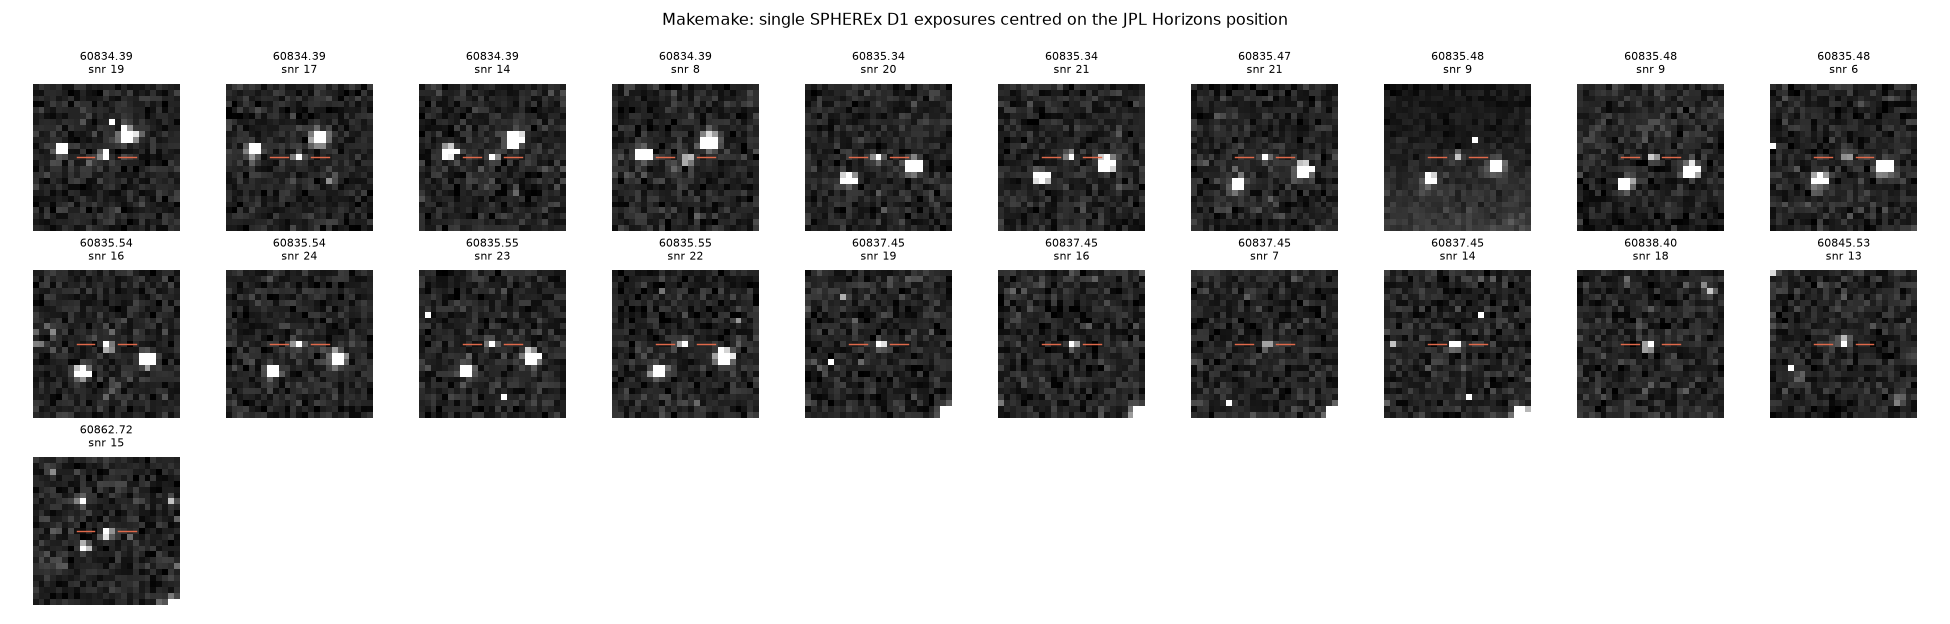 Makemake: single SPHEREx D1 exposures centred on the JPL Horizons position
60834.39 60834.39 60834.39 60834.39 60835.34 60835.34 60835.47 60835.48 60835.48 60835.48
snr 19 snr 17 snr 14 snr 8 snr 20 snr 21 snr 21 snr 9 snr 9 snr 6
60835.54 60835.54 60835.55 60835.55 60837.45 60837.45 60837.45 60837.45 60838.40 60845.53
snr 16 snr 24 snr 23 snr 22 snr 19 snr 16 snr 7 snr 14 snr 18 snr 13
60862.72
snr 15